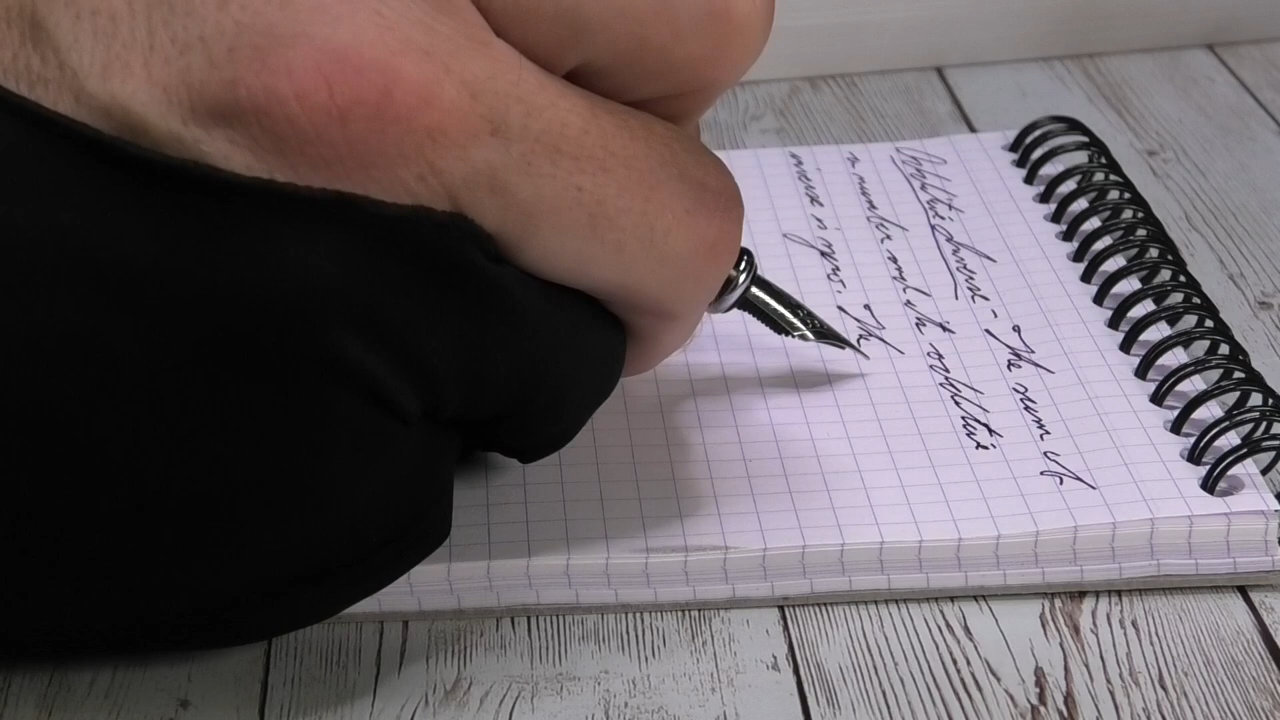 Additive Inverse - The sum of
a number and its additive
inverse is zero. The